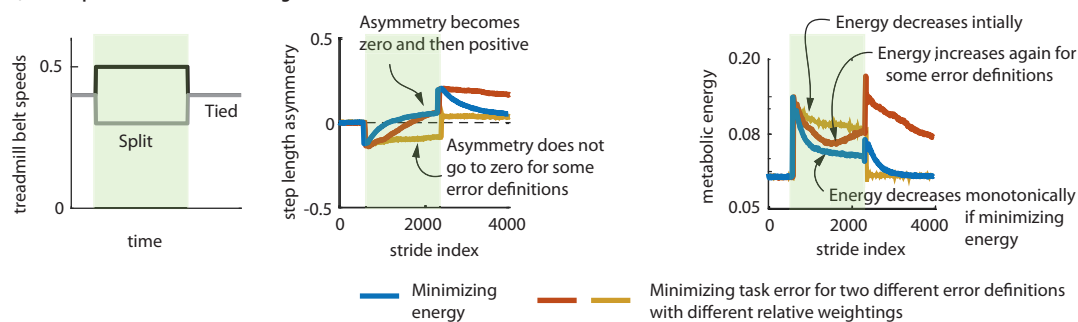 treadmill belt speeds
0.5
0
Split
Tied
time
step length asymmetry
0.5
0
-0.5
0
2000
4000
stride index
Asymmetry becomes
zero and then positive
Asymmetry does not
go to zero for some
error definitions
metabolic energy
0.20
0.08
0.05
0
2000
4000
stride index
Energy decreases intially
Energy increases again for
some error definitions
Energy decreases monotonically
if minimizing
energy
Minimizing
energy
Minimizing task error for two different error definitions
with different relative weightings